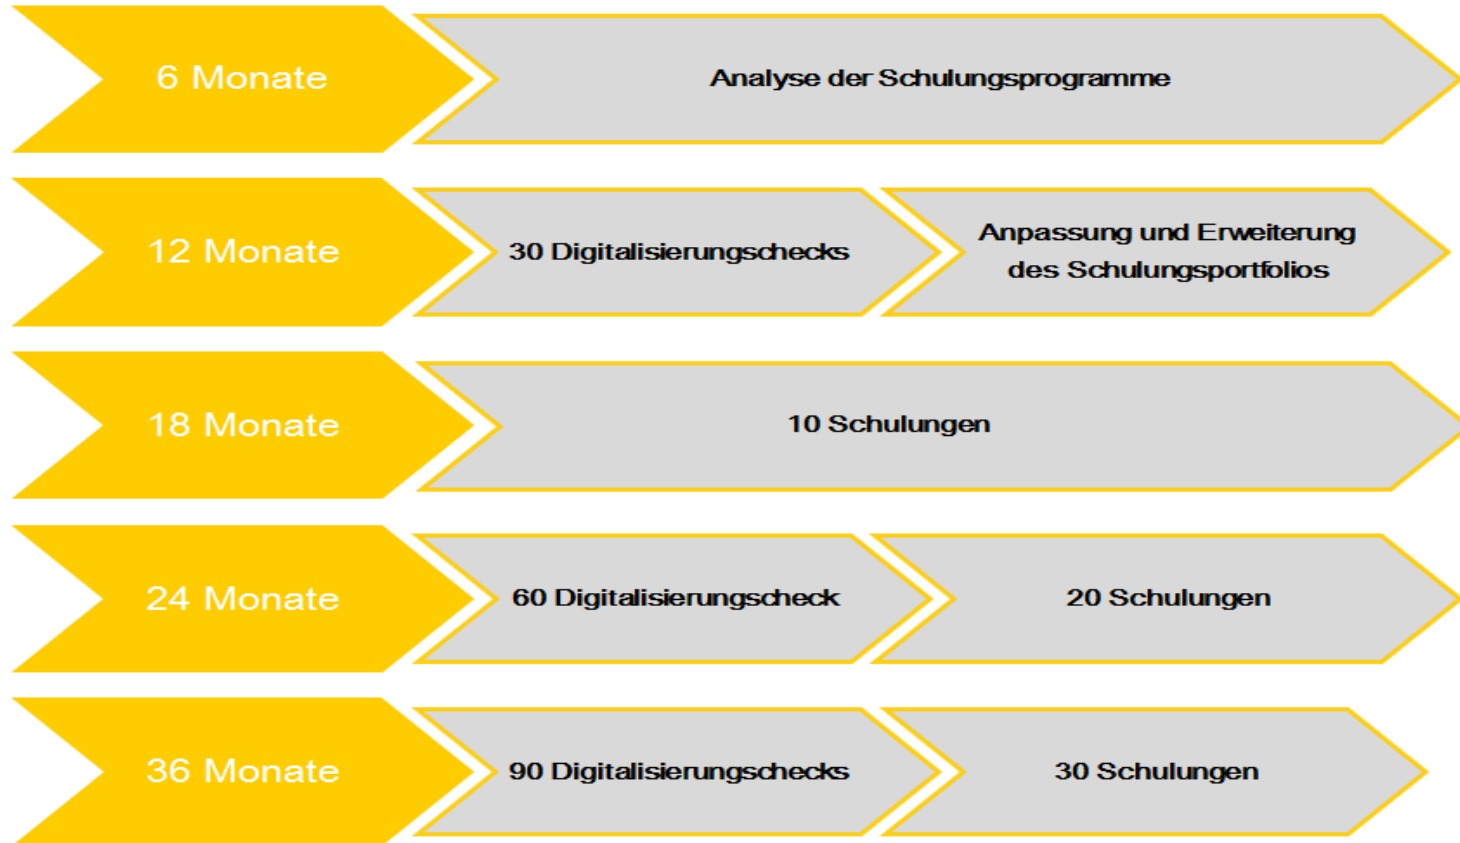 6 Monate
Analyse der Schulungsprogramme
12 Monate
30 Digitalisierungschecks
Anpassung und Erweiterung
des Schulungsportfolios
18 Monate
10 Schulungen
24 Monate
60 Digitalisierungscheck
20 Schulungen
36 Monate
90 Digitalisierungschecks
30 Schulungen